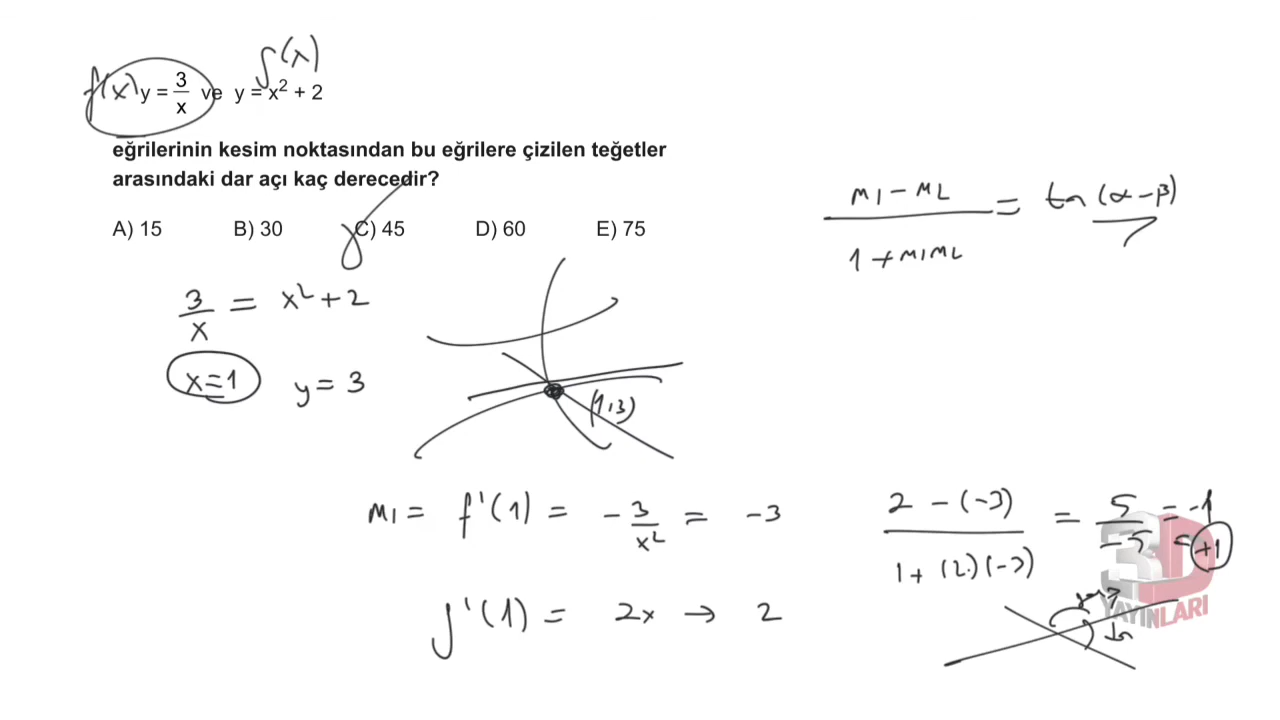 f(x) y = 3/x ve y = x² + 2
g(x)
eğrilerinin kesim noktasından bu eğrilere çizilen teğetler
arasındaki dar açı kaç derecedir?
A) 15 B) 30 C) 45 D) 60 E) 75
m1 - m2 / 1 + m1m2 = tn (α - β)
3/x = x² + 2
x=1 y = 3
(1,3)
m1 = f'(1) = - 3/x² = -3
g'(1) = 2x → 2
2 - (-3) / 1 + (2)(-3) = 5/-5 = -1
= +1
3D
YAYINLARI